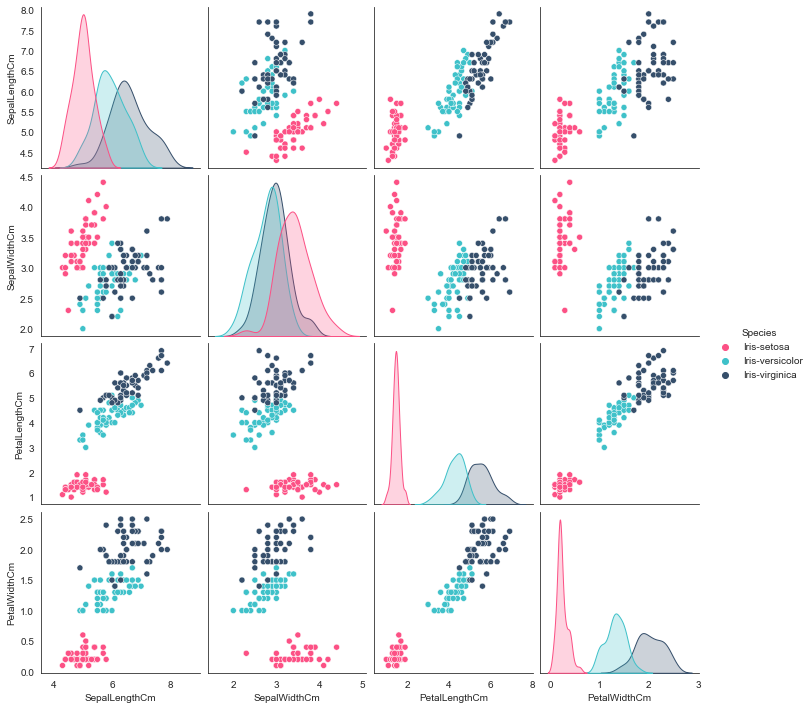 8.0
7.5
7.0
6.5
6.0
5.5
5.0
4.5
SepalLengthCm
4.5
4.0
3.5
3.0
2.5
2.0
SepalWidthCm
7
6
5
4
3
2
1
PetalLengthCm
2.5
2.0
1.5
1.0
0.5
0.0
PetalWidthCm
4 6 8
SepalLengthCm
2 3 4 5
SepalWidthCm
2 4 6 8
PetalLengthCm
0 1 2 3
PetalWidthCm
Species
Iris-setosa
Iris-versicolor
Iris-virginica